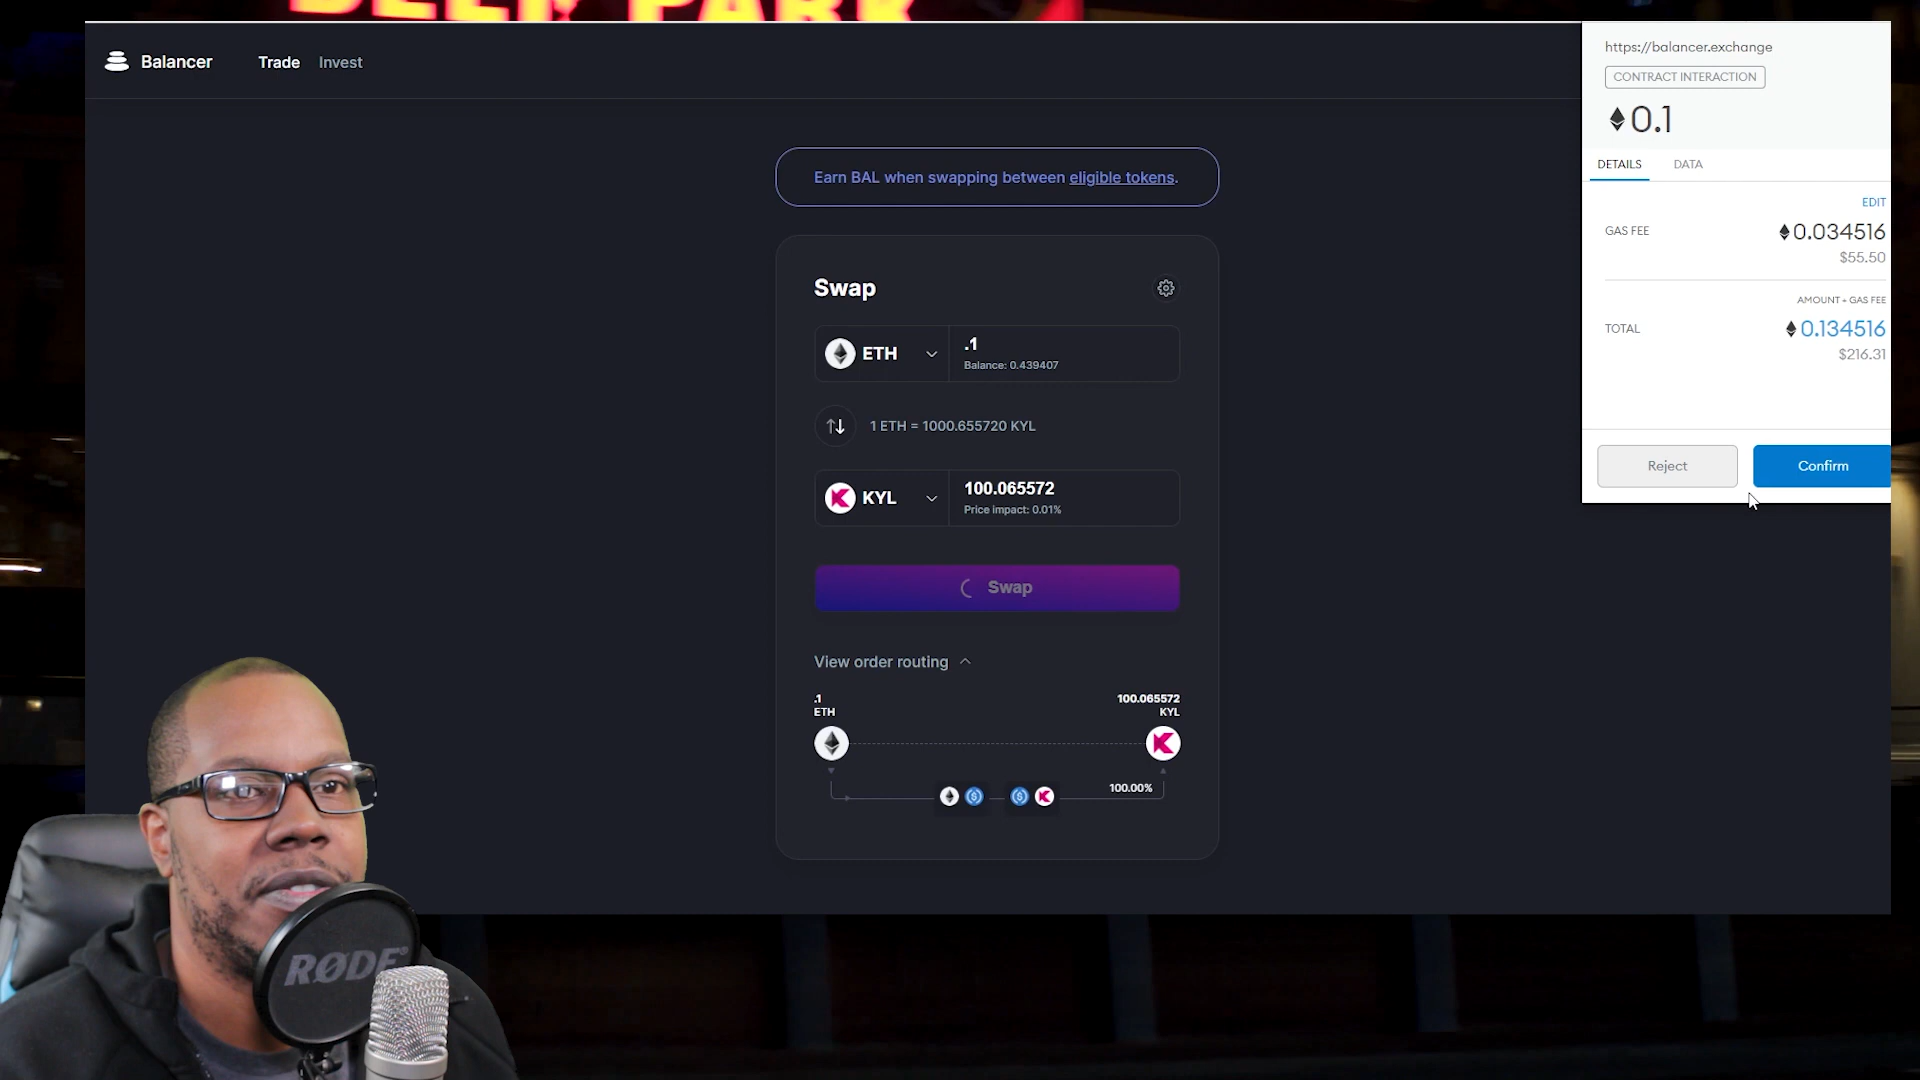 DEER PARK
Balancer
Trade
Invest
Earn BAL when swapping between eligible tokens.
Swap
ETH
.1
Balance: 0.439407
1 ETH = 1000.655720 KYL
KYL
100.065572
Price impact: 0.01%
Swap
View order routing
.1
ETH
100.065572
KYL
100.00%
https://balancer.exchange
CONTRACT INTERACTION
0.1
DETAILS
DATA
EDIT
GAS FEE
0.034516
$55.50
AMOUNT + GAS FEE
TOTAL
0.134516
$216.31
Reject
Confirm
RØDE®